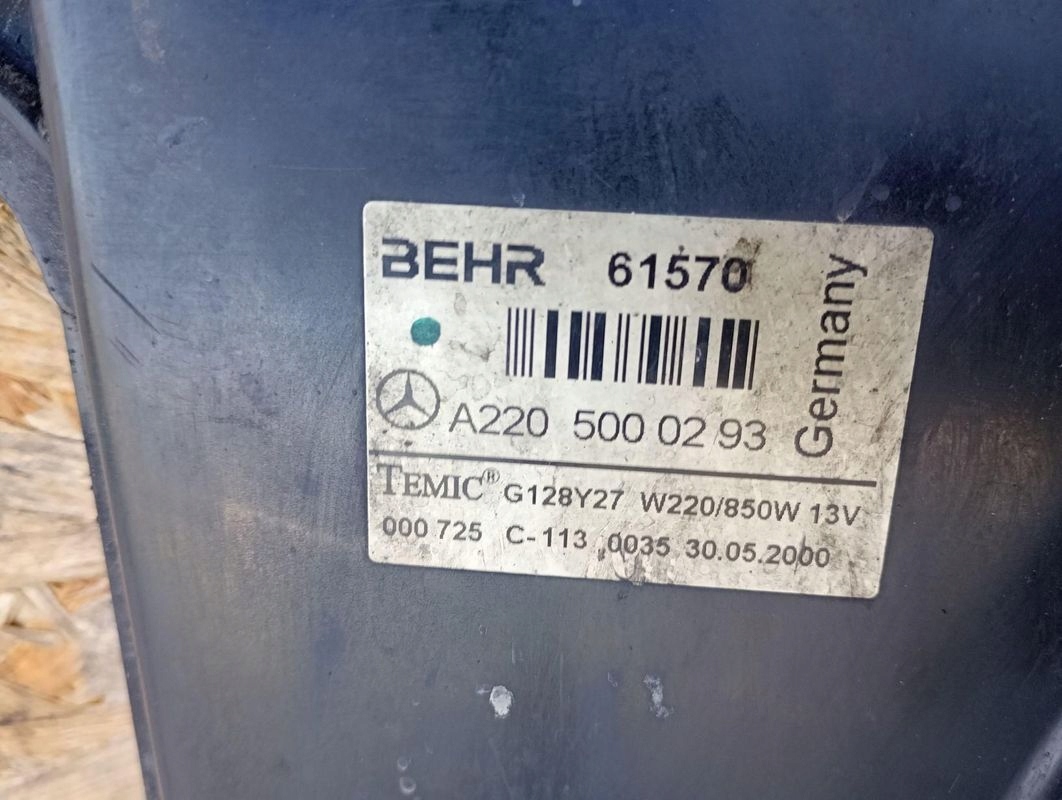 BEHR 61570
A220 500 02 93
Germany
TEMIC® G128Y27 W220/850W 13V
000 725 C-113 0035 30.05.2000